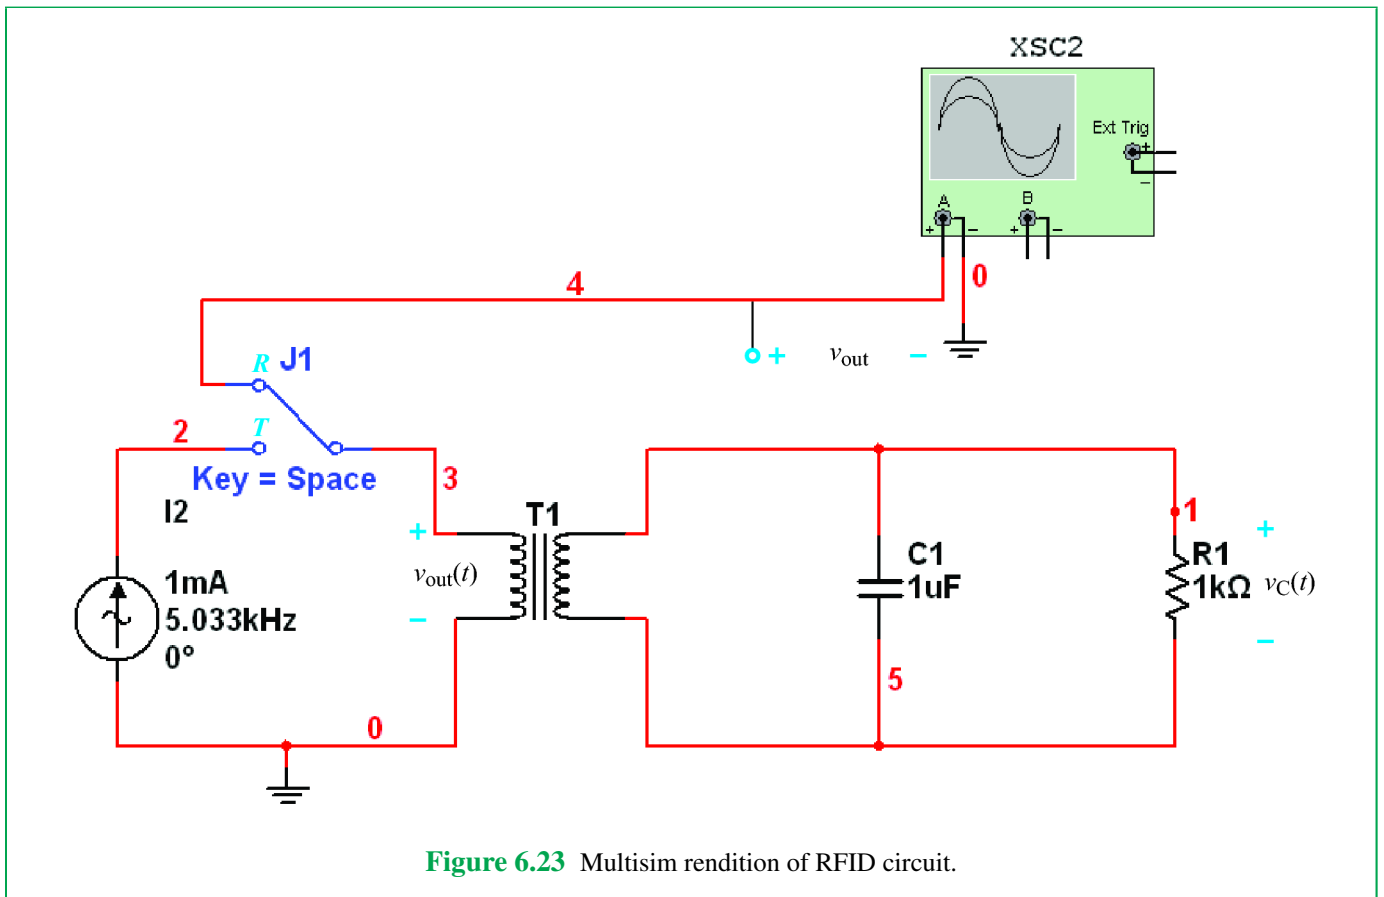 XSC2
Ext Trig
+
−
A
B
+
−
+
−
4
0
+ vout −
R
J1
T
2
Key = Space
3
I2
T1
1
+
+
C1
R1
1mA
vout(t)
1uF
1kΩ
vC(t)
5.033kHz
−
0°
−
5
0
Figure 6.23 Multisim rendition of RFID circuit.